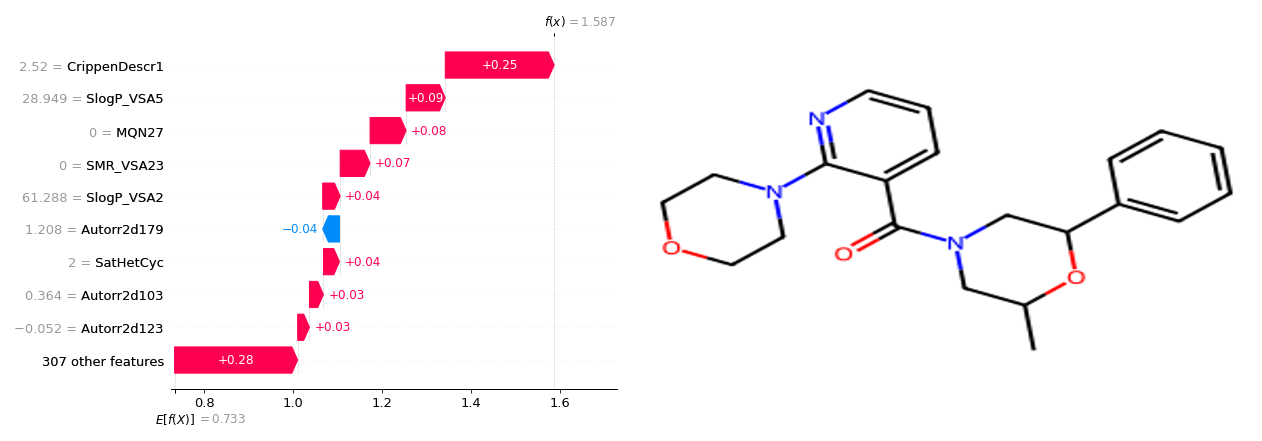 f(x) = 1.587
2.52 = CrippenDescr1 +0.25
28.949 = SlogP_VSA5 +0.09
0 = MQN27 +0.08
0 = SMR_VSA23 +0.07
61.288 = SlogP_VSA2 +0.04
1.208 = Autorr2d179 −0.04
2 = SatHetCyc +0.04
0.364 = Autorr2d103 +0.03
−0.052 = Autorr2d123 +0.03
307 other features +0.28
0.8 1.0 1.2 1.4 1.6
E[f(X)] = 0.733
N
N
O
O
N
O